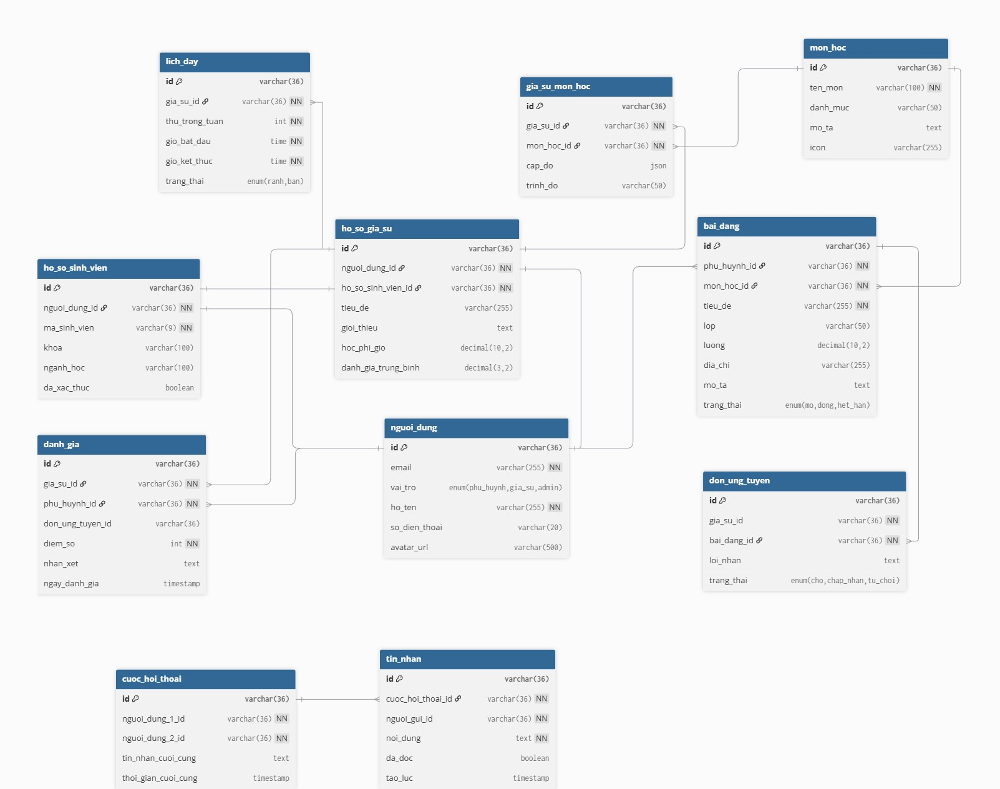 lich_day
id varchar(36)
gia_su_id varchar(36) NN
thu_trong_tuan int NN
gio_bat_dau time NN
gio_ket_thuc time NN
trang_thai enum(ranh,ban)
gia_su_mon_hoc
id varchar(36)
gia_su_id varchar(36) NN
mon_hoc_id varchar(36) NN
cap_do json
trinh_do varchar(50)
mon_hoc
id varchar(36)
ten_mon varchar(100) NN
danh_muc varchar(50)
mo_ta text
icon varchar(255)
ho_so_sinh_vien
id varchar(36)
nguoi_dung_id varchar(36) NN
ma_sinh_vien varchar(9) NN
khoa varchar(100)
nganh_hoc varchar(100)
da_xac_thuc boolean
ho_so_gia_su
id varchar(36)
nguoi_dung_id varchar(36) NN
ho_so_sinh_vien_id varchar(36) NN
tieu_de varchar(255)
gioi_thieu text
hoc_phi_gio decimal(10,2)
danh_gia_trung_binh decimal(3,2)
bai_dang
id varchar(36)
phu_huynh_id varchar(36) NN
mon_hoc_id varchar(36) NN
tieu_de varchar(255) NN
lop varchar(50)
luong decimal(10,2)
dia_chi varchar(255)
mo_ta text
trang_thai enum(mo,dong,het_han)
danh_gia
id varchar(36)
gia_su_id varchar(36) NN
phu_huynh_id varchar(36) NN
don_ung_tuyen_id varchar(36)
diem_so int NN
nhan_xet text
ngay_danh_gia timestamp
nguoi_dung
id varchar(36)
email varchar(255) NN
vai_tro enum(phu_huynh,gia_su,admin)
ho_ten varchar(255) NN
so_dien_thoai varchar(20)
avatar_url varchar(500)
don_ung_tuyen
id varchar(36)
gia_su_id varchar(36) NN
bai_dang_id varchar(36) NN
loi_nhan text
trang_thai enum(cho,chap_nhan,tu_choi)
cuoc_hoi_thoai
id varchar(36)
nguoi_dung_1_id varchar(36) NN
nguoi_dung_2_id varchar(36) NN
tin_nhan_cuoi_cung text
thoi_gian_cuoi_cung timestamp
tin_nhan
id varchar(36)
cuoc_hoi_thoai_id varchar(36) NN
nguoi_gui_id varchar(36) NN
noi_dung text NN
da_doc boolean
tao_luc timestamp